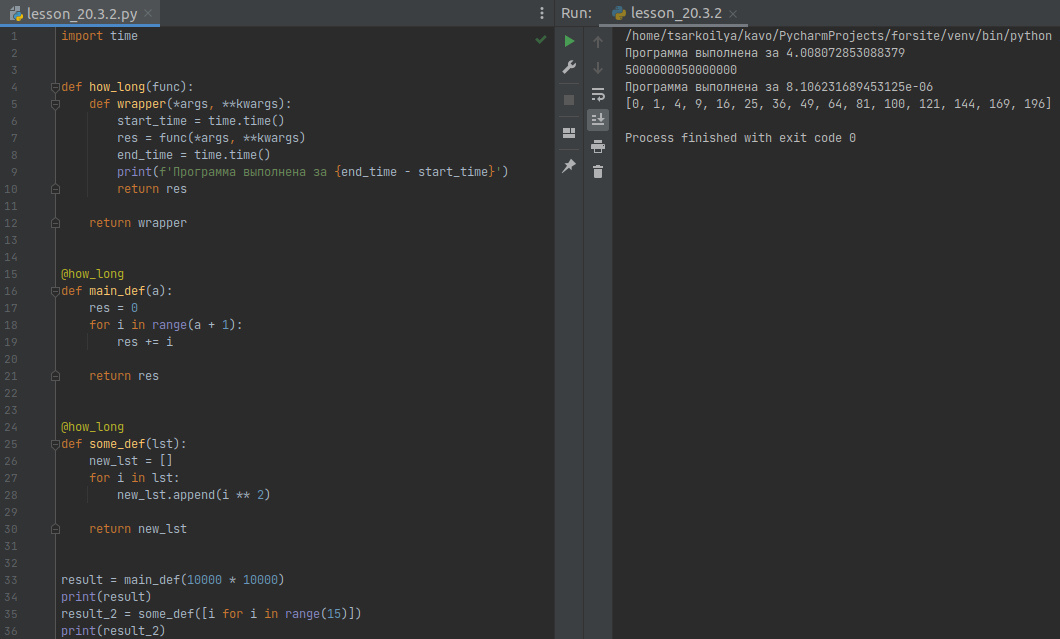 lesson_20.3.2.py
1 import time
2
3
4 def how_long(func):
5     def wrapper(*args, **kwargs):
6         start_time = time.time()
7         res = func(*args, **kwargs)
8         end_time = time.time()
9         print(f'Программа выполнена за {end_time - start_time}')
10         return res
11
12     return wrapper
13
14
15 @how_long
16 def main_def(a):
17     res = 0
18     for i in range(a + 1):
19         res += i
20
21     return res
22
23
24 @how_long
25 def some_def(lst):
26     new_lst = []
27     for i in lst:
28         new_lst.append(i ** 2)
29
30     return new_lst
31
32
33 result = main_def(10000 * 10000)
34 print(result)
35 result_2 = some_def([i for i in range(15)])
36 print(result_2)
Run: lesson_20.3.2
/home/tsarkoilya/kavo/PycharmProjects/forsite/venv/bin/python
Программа выполнена за 4.008072853088379
5000000050000000
Программа выполнена за 8.106231689453125e-06
[0, 1, 4, 9, 16, 25, 36, 49, 64, 81, 100, 121, 144, 169, 196]
Process finished with exit code 0